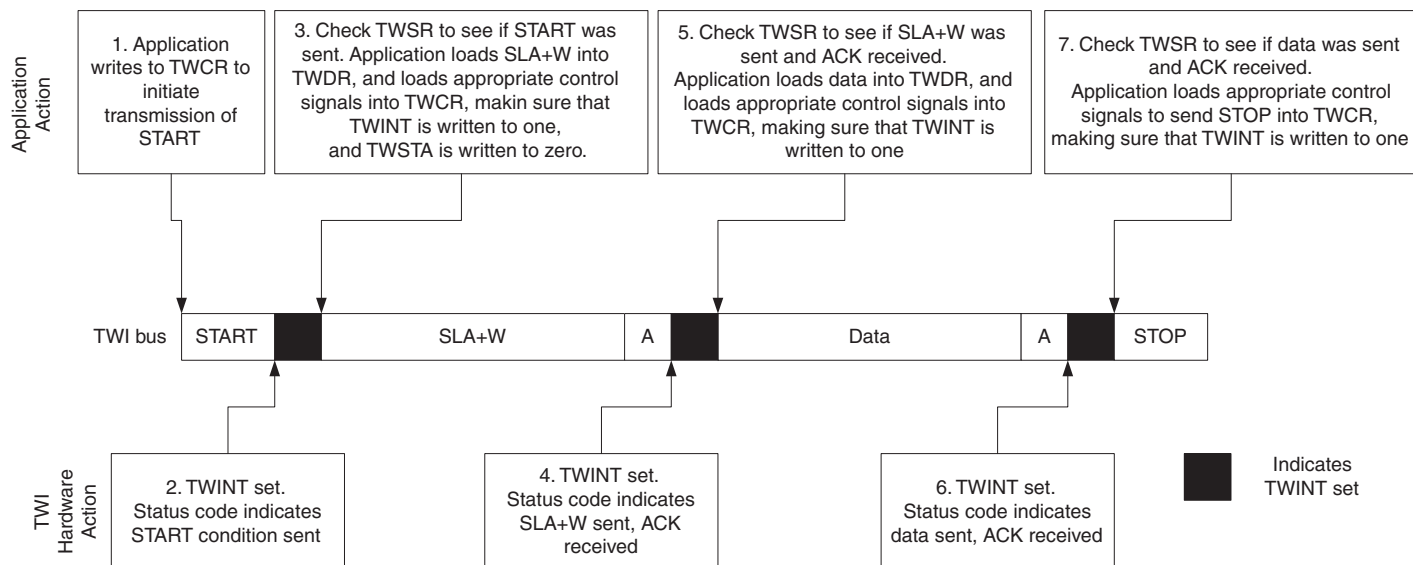 Application
Action
1. Application
writes to TWCR to
initiate
transmission of
START
3. Check TWSR to see if START was
sent. Application loads SLA+W into
TWDR, and loads appropriate control
signals into TWCR, makin sure that
TWINT is written to one,
and TWSTA is written to zero.
5. Check TWSR to see if SLA+W was
sent and ACK received.
Application loads data into TWDR, and
loads appropriate control signals into
TWCR, making sure that TWINT is
written to one
7. Check TWSR to see if data was sent
and ACK received.
Application loads appropriate control
signals to send STOP into TWCR,
making sure that TWINT is written to one
TWI bus
START
SLA+W
A
Data
A
STOP
TWI
Hardware
Action
2. TWINT set.
Status code indicates
START condition sent
4. TWINT set.
Status code indicates
SLA+W sent, ACK
received
6. TWINT set.
Status code indicates
data sent, ACK received
Indicates
TWINT set